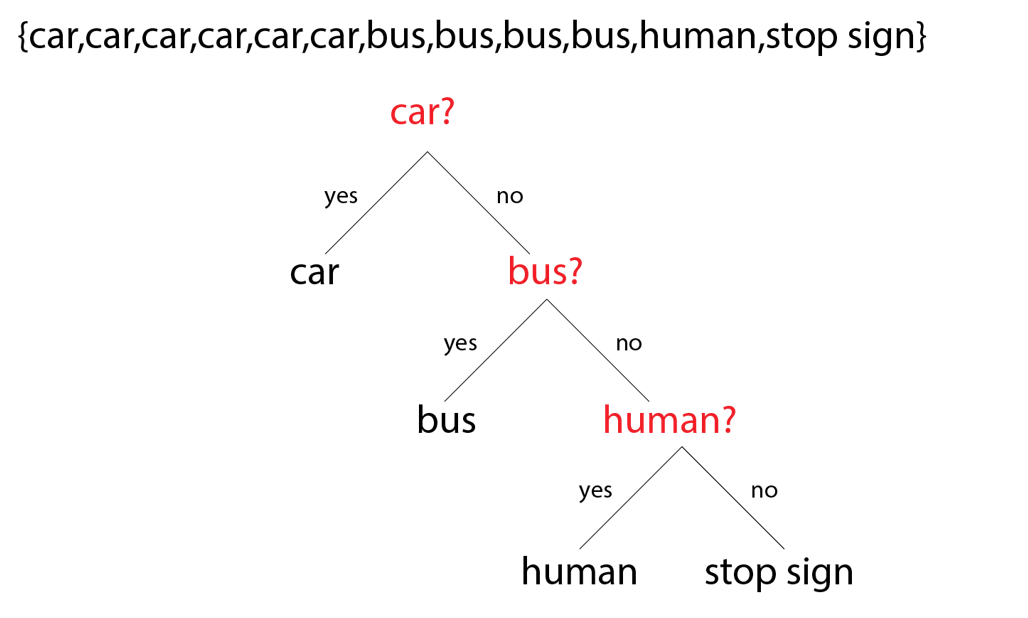 {car,car,car,car,car,car,bus,bus,bus,bus,human,stop sign}
car?
yes
no
car
bus?
yes
no
bus
human?
yes
no
human
stop sign